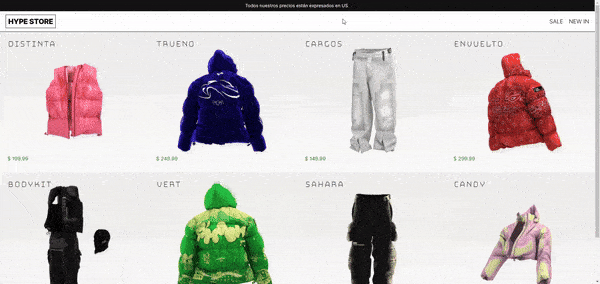 Todos nuestros precios están expresados en US
HYPE STORE
SALE NEW IN
DISTINTA TRUENO CARGOS ENVUELTO
$ 199.99 $ 249.99 $ 149.99 $ 299.99
BODYKIT VERT SAHARA CANDY